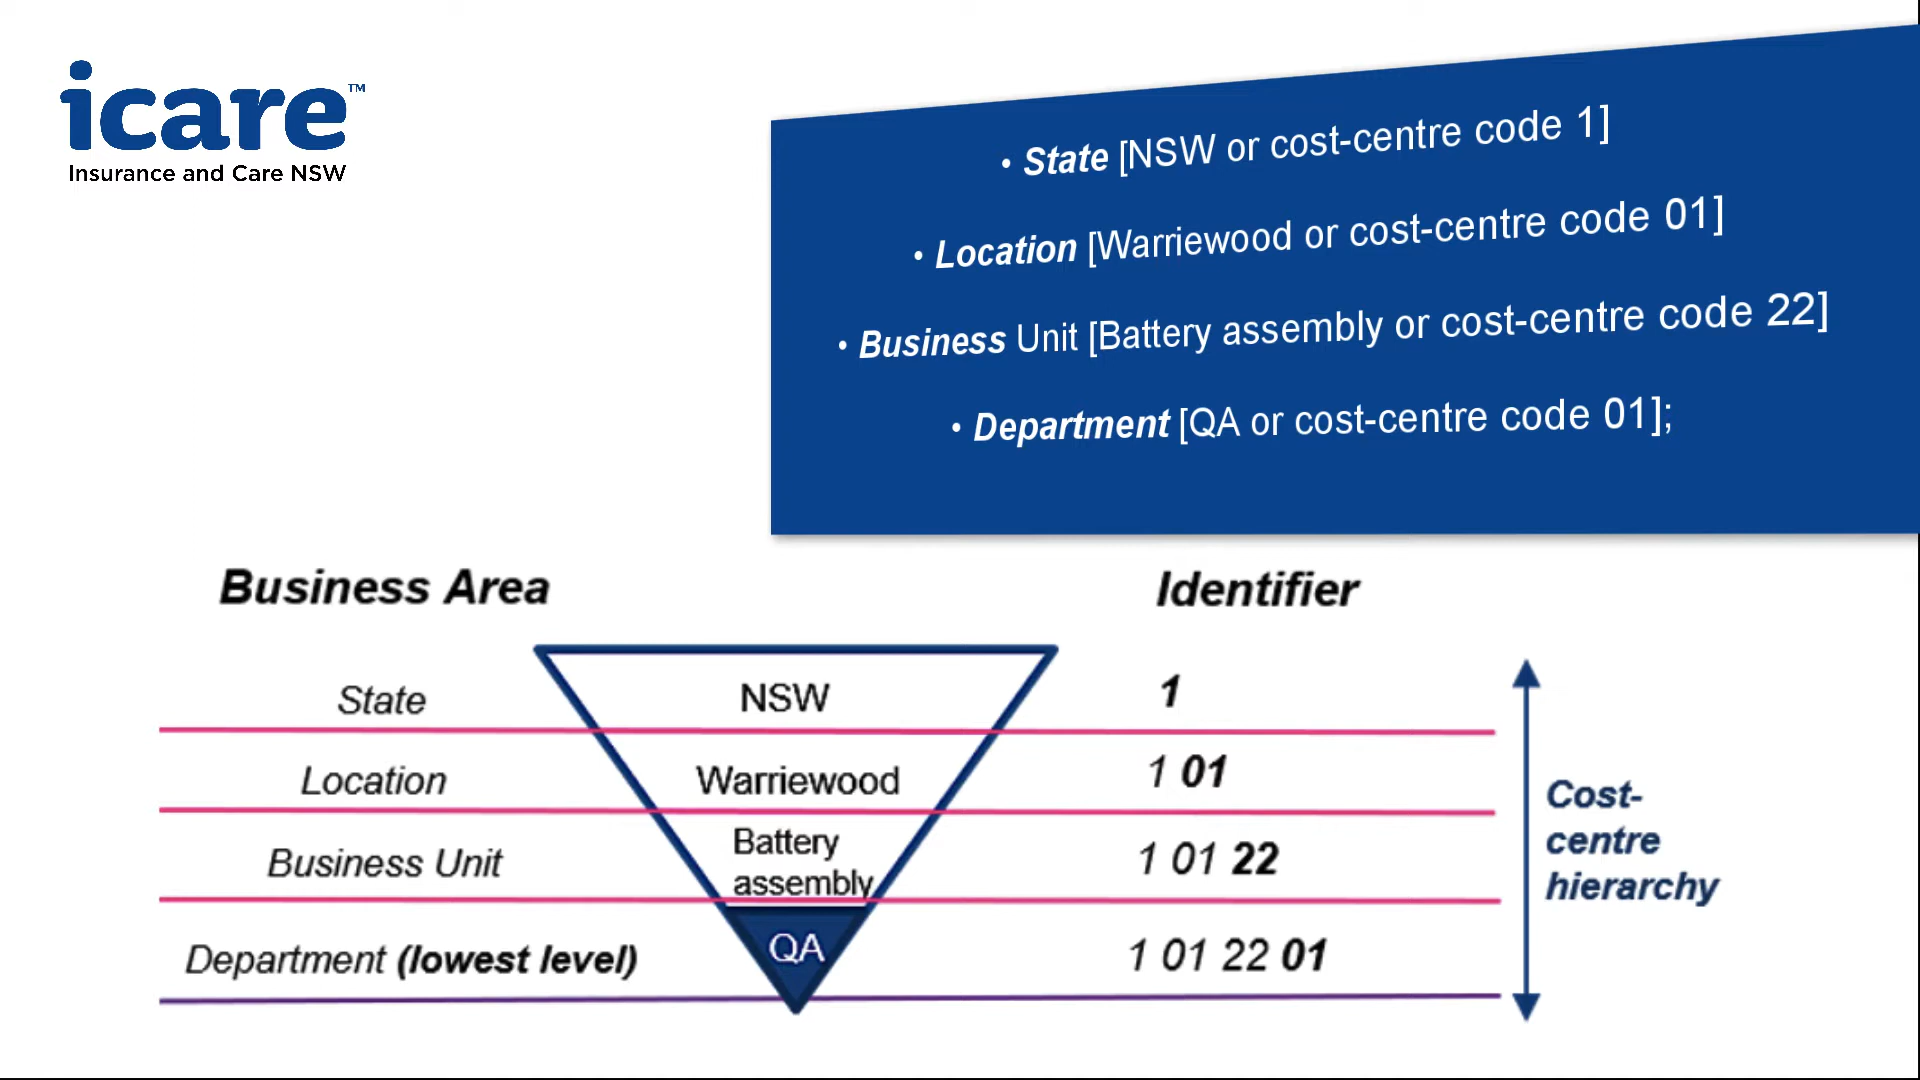 icare™
Insurance and Care NSW
• State [NSW or cost-centre code 1]
• Location [Warriewood or cost-centre code 01]
• Business Unit [Battery assembly or cost-centre code 22]
• Department [QA or cost-centre code 01];
Business Area
Identifier
State
NSW
1
Location
Warriewood
1 01
Business Unit
Battery
assembly
1 01 22
Department (lowest level)
QA
1 01 22 01
Cost-
centre
hierarchy